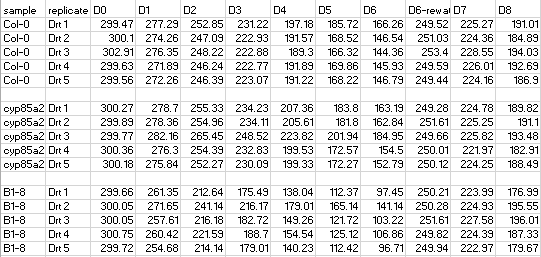 sample replicate D0 D1 D2 D3 D4 D5 D6 D6-rewat D7 D8
Col-0 Drt 1 299.47 277.29 252.85 231.22 197.18 185.72 166.26 249.52 225.27 191.01
Col-0 Drt 2 300.1 274.26 247.09 222.93 191.57 168.52 146.54 251.03 224.36 184.89
Col-0 Drt 3 302.91 276.35 248.22 222.88 189.3 166.32 144.36 253.4 228.55 194.03
Col-0 Drt 4 299.63 271.89 246.24 222.77 191.89 169.86 145.93 249.59 226.01 192.69
Col-0 Drt 5 299.56 272.26 246.39 223.07 191.22 168.22 146.79 249.44 224.16 186.9
cyp85a2 Drt 1 300.27 278.7 255.33 234.23 207.36 183.8 163.19 249.28 224.78 189.82
cyp85a2 Drt 2 299.89 278.36 254.96 234.11 205.61 181.8 162.84 251.61 225.25 191.1
cyp85a2 Drt 3 299.77 282.16 265.45 248.52 223.82 201.94 184.95 249.66 225.82 193.48
cyp85a2 Drt 4 300.36 276.3 254.39 232.83 199.53 172.57 154.5 250.01 221.97 182.91
cyp85a2 Drt 5 300.18 275.84 252.27 230.09 199.33 172.27 152.79 250.12 224.25 188.49
B1-8 Drt 1 299.66 261.35 212.64 175.49 138.04 112.37 97.45 250.21 223.99 176.99
B1-8 Drt 2 300.05 271.65 241.14 216.17 179.01 165.14 141.14 250.28 224.93 195.55
B1-8 Drt 3 300.05 257.61 216.18 182.72 149.26 121.72 103.22 251.61 227.58 196.01
B1-8 Drt 4 300.75 260.42 221.59 188.7 154.54 125.12 106.86 249.82 224.39 187.33
B1-8 Drt 5 299.72 254.68 214.14 179.01 140.23 112.42 96.71 249.94 222.97 179.67